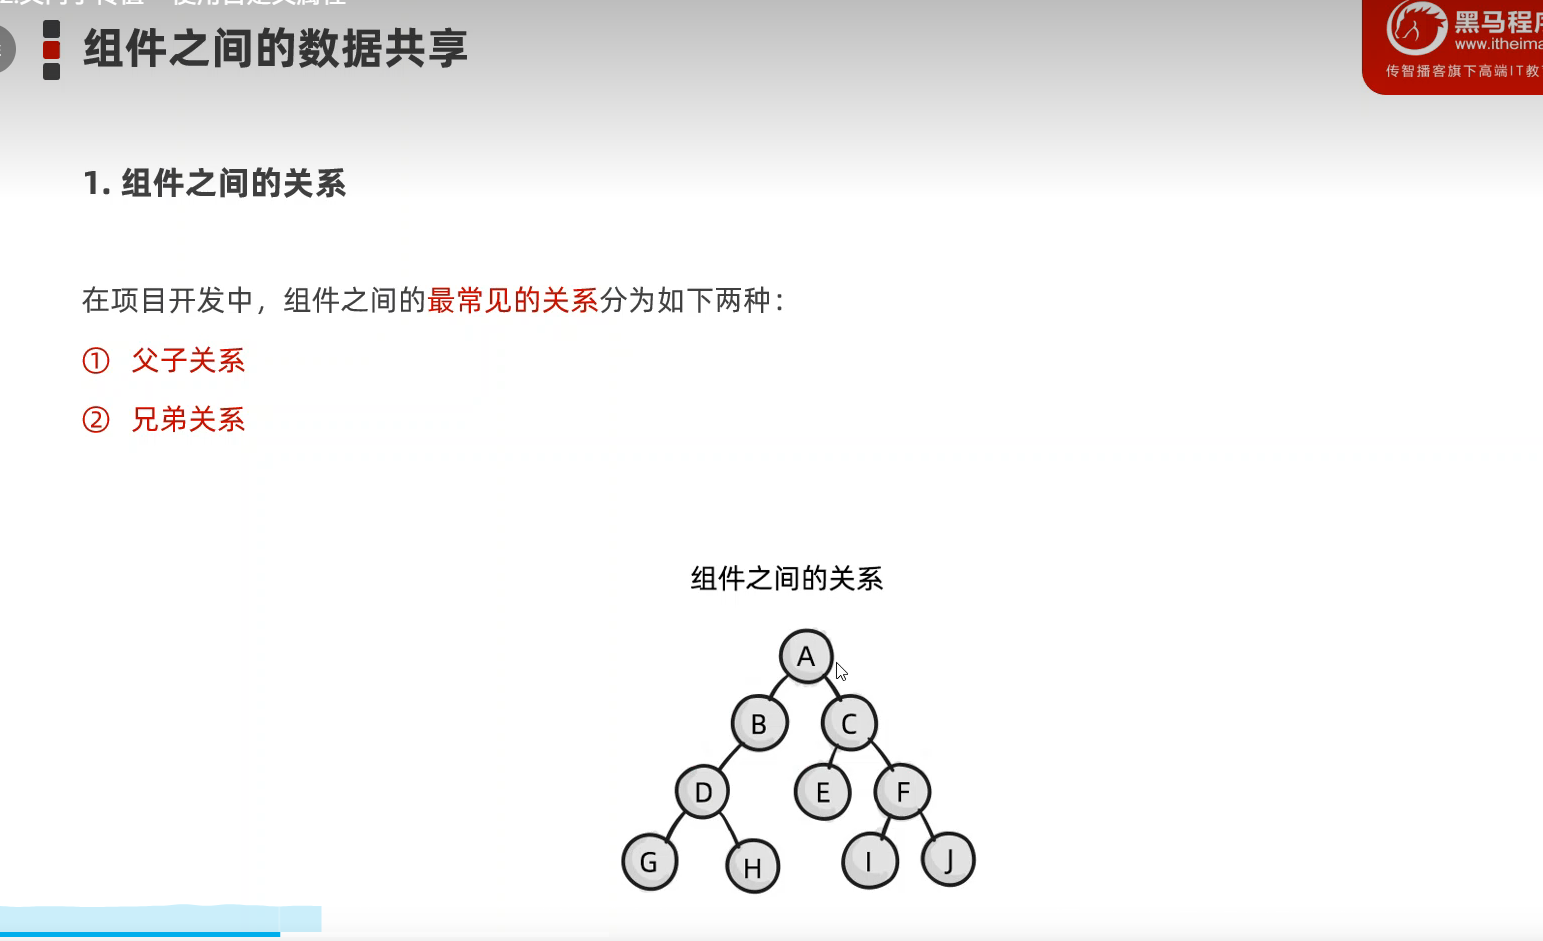 组件之间的数据共享
黑马程序
www.itheima
传智播客旗下高端IT教
1. 组件之间的关系
在项目开发中，组件之间的最常见的关系分为如下两种：
① 父子关系
② 兄弟关系
组件之间的关系
A
B C
D E F
G H I J